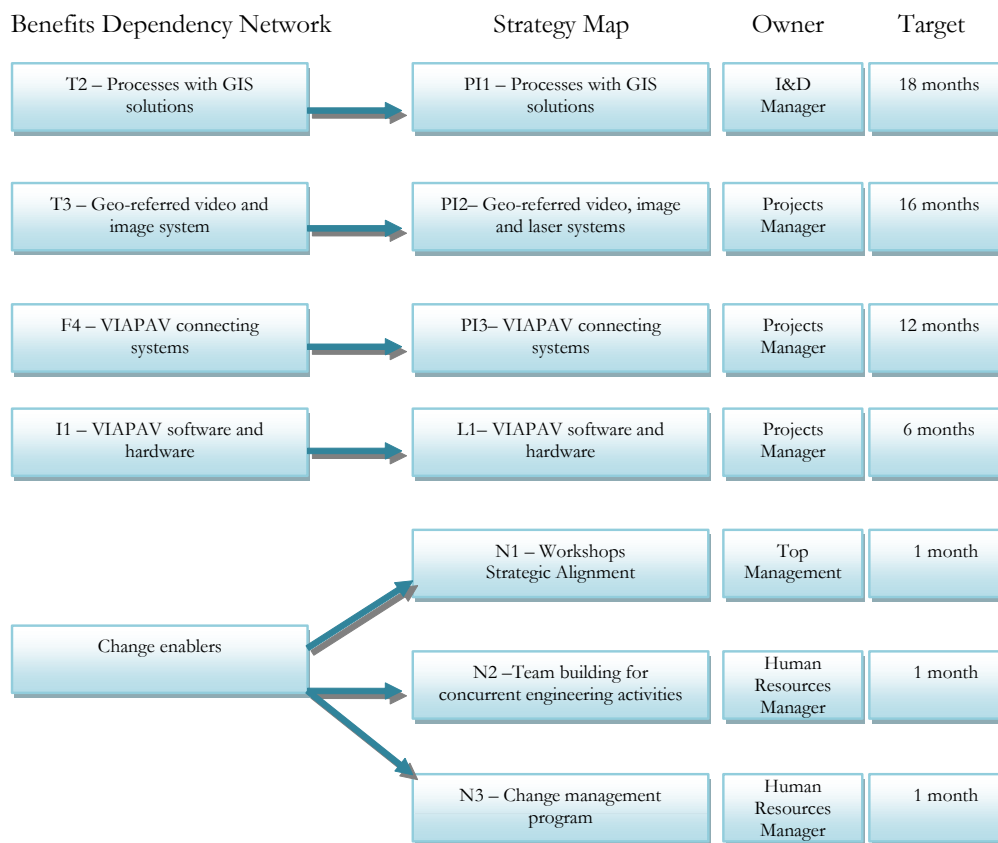 Benefits Dependency Network
Strategy Map
Owner
Target
T2 – Processes with GIS
solutions
PI1 – Processes with GIS
solutions
I&D
Manager
18 months
T3 – Geo-referred video and
image system
PI2– Geo-referred video, image
and laser systems
Projects
Manager
16 months
F4 – VIAPAV connecting
systems
PI3– VIAPAV connecting
systems
Projects
Manager
12 months
I1 – VIAPAV software and
hardware
L1– VIAPAV software and
hardware
Projects
Manager
6 months
Change enablers
N1 – Workshops
Strategic Alignment
Top
Management
1 month
N2 –Team building for
concurrent engineering activities
Human
Resources
Manager
1 month
N3 – Change management
program
Human
Resources
Manager
1 month